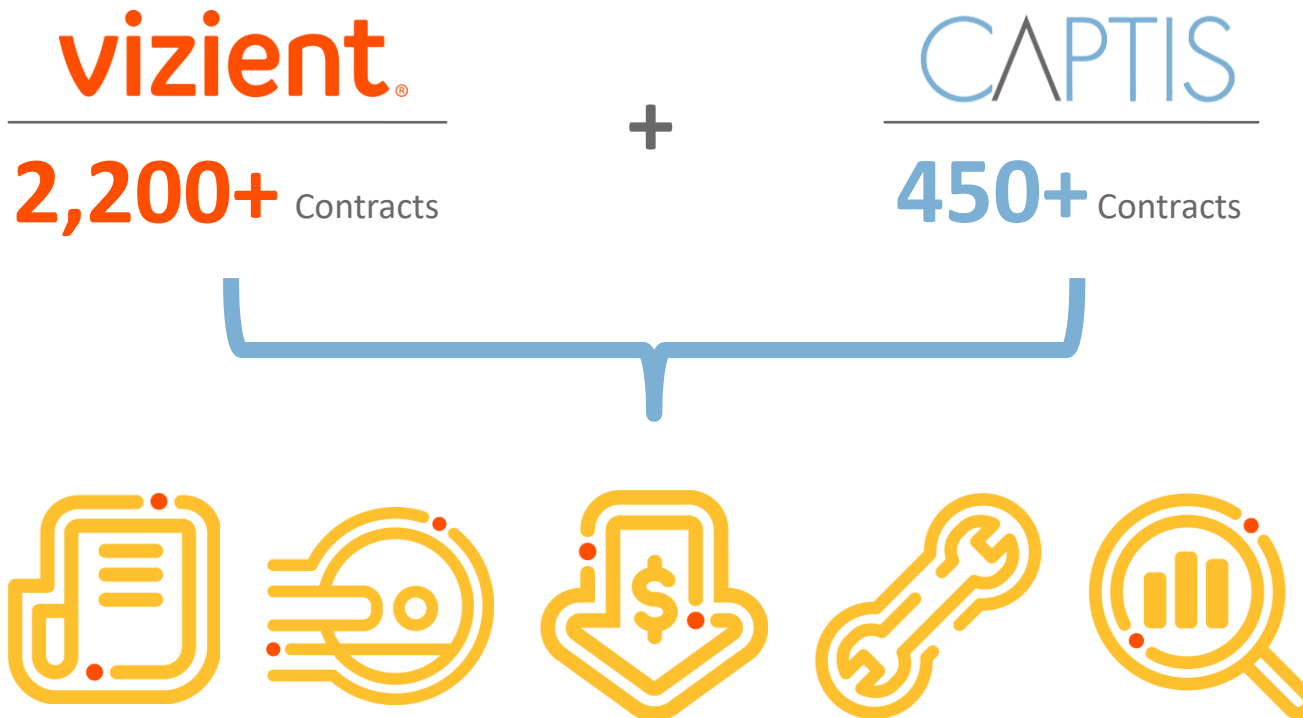 vizient®
+
CAPTIS
2,200+ Contracts
450+ Contracts
$